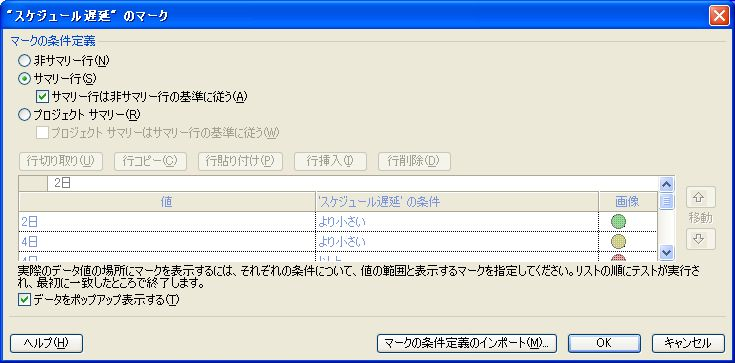 "スケジュール遅延" のマーク
マークの条件定義
非サマリー行(N)
サマリー行(S)
サマリー行は非サマリー行の基準に従う(A)
プロジェクト サマリー(R)
プロジェクト サマリーはサマリー行の基準に従う(W)
行切り取り(U) 行コピー(C) 行貼り付け(P) 行挿入(I) 行削除(D)
2日
値 'スケジュール遅延' の条件 画像
2日 より小さい
4日 より小さい
移動
4日 以上
実際のデータ値の場所にマークを表示するには、それぞれの条件について、値の範囲と表示するマークを指定してください。リストの順にテストが実行さ
れ、最初に一致したところで終了します。
データをポップアップ表示する(T)
ヘルプ(H) マークの条件定義のインポート(M)... OK キャンセル